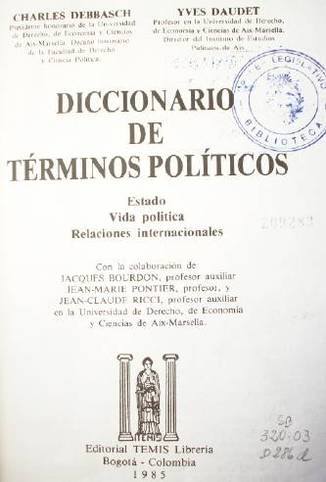 CHARLES DEBBASCH
Presidente honorario de la Universidad
de Derecho, de Economía y Ciencias
de Aix-Marsella. Decano honorario
de la Facultad de Derecho
y Ciencia Política.
YVES DAUDET
Profesor en la Universidad de Derecho,
de Economía y Ciencias de Aix-Marsella.
Director del Instituto de Estudios
Políticos de Aix.
LEGISLATIVO
BIBLIOTECA
DICCIONARIO
DE
TÉRMINOS POLÍTICOS
Estado
Vida política
Relaciones internacionales
Con la colaboración de
JACQUES BOURDON, profesor auxiliar
JEAN-MARIE PONTIER, profesor, y
JEAN-CLAUDE RICCI, profesor auxiliar
en la Universidad de Derecho, de Economía
y Ciencias de Aix-Marsella.
TEMIS
Editorial TEMIS Librería
Bogotá - Colombia
1985
320.03
D286d